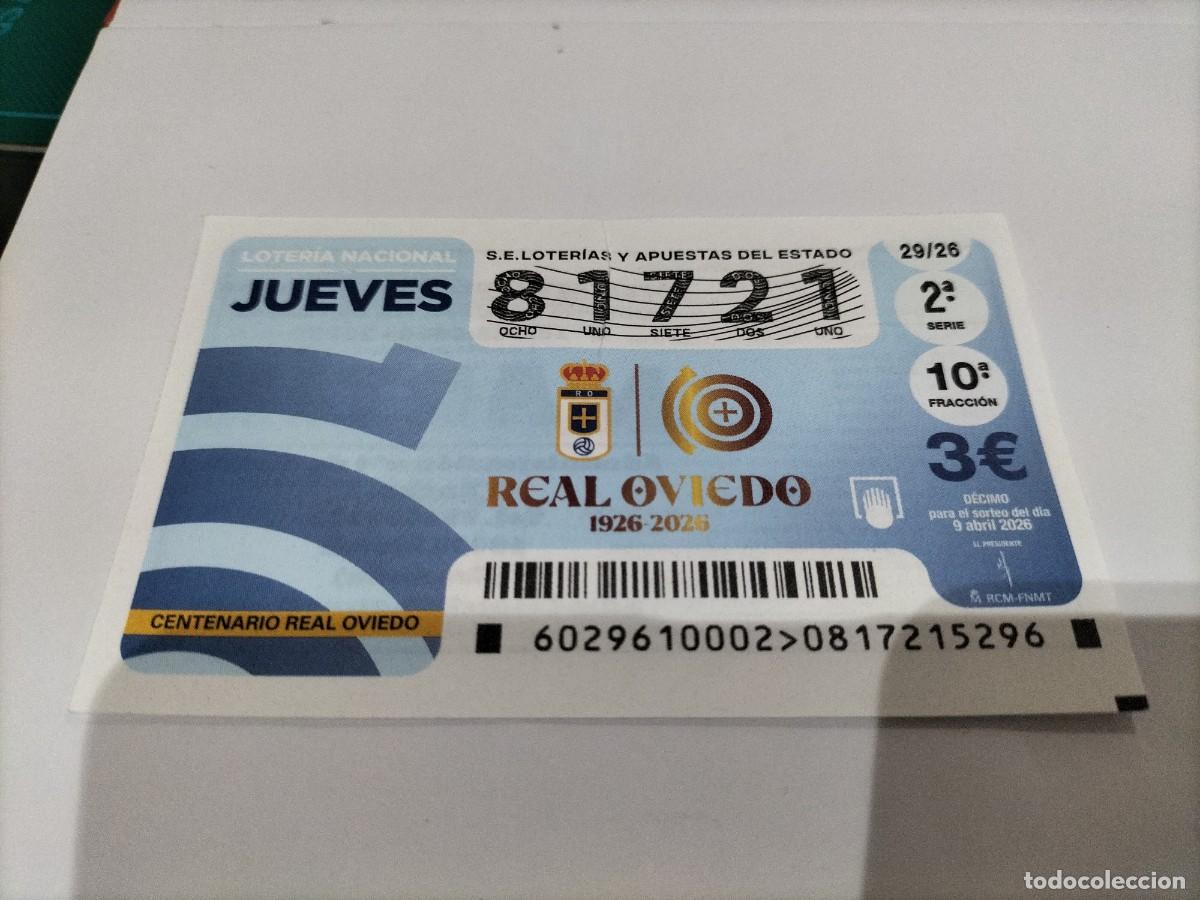 LOTERÍA NACIONAL
JUEVES
S.E.LOTERÍAS Y APUESTAS DEL ESTADO
81721
OCHO UNO SIETE DOS UNO
29/26
2ª
SERIE
10ª
FRACCIÓN
3€
DÉCIMO
para el sorteo del día
9 abril 2026
EL PRESIDENTE
RCM-FNMT
RO
REAL OVIEDO
1926-2026
CENTENARIO REAL OVIEDO
6029610002>0817215296
todocoleccion